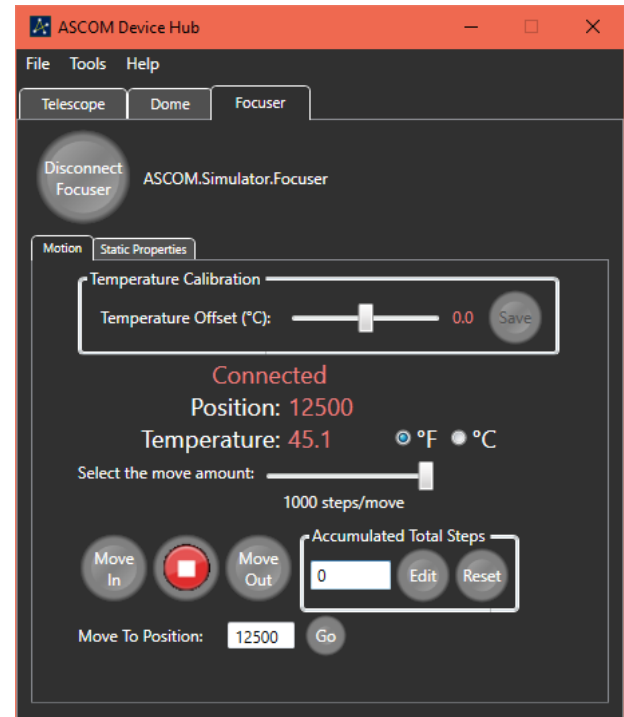 ASCOM Device Hub
File Tools Help
Telescope Dome Focuser
Disconnect
Focuser
ASCOM.Simulator.Focuser
Motion Static Properties
Temperature Calibration
Temperature Offset (°C): 0.0 Save
Connected
Position: 12500
Temperature: 45.1 °F °C
Select the move amount:
1000 steps/move
Accumulated Total Steps
Move
In
Move
Out
0 Edit Reset
Move To Position: 12500 Go